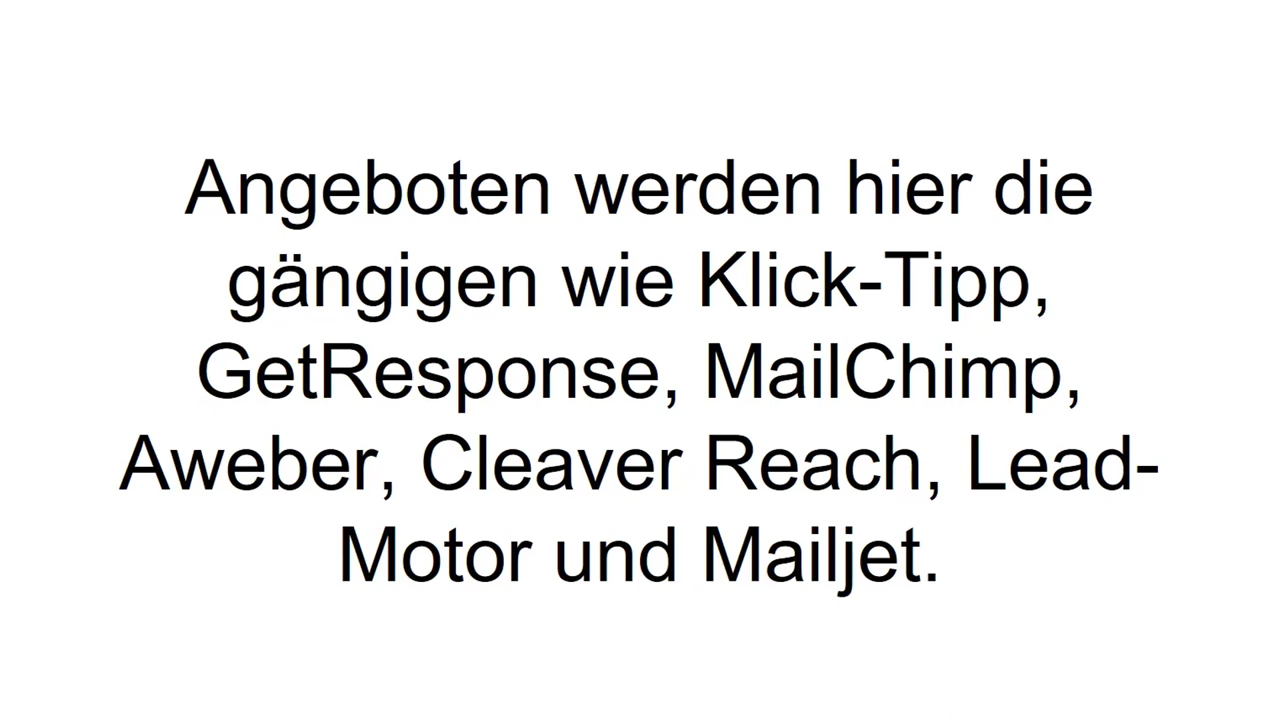 Angeboten werden hier die
gängigen wie Klick-Tipp,
GetResponse, MailChimp,
Aweber, Cleaver Reach, Lead-
Motor und Mailjet.